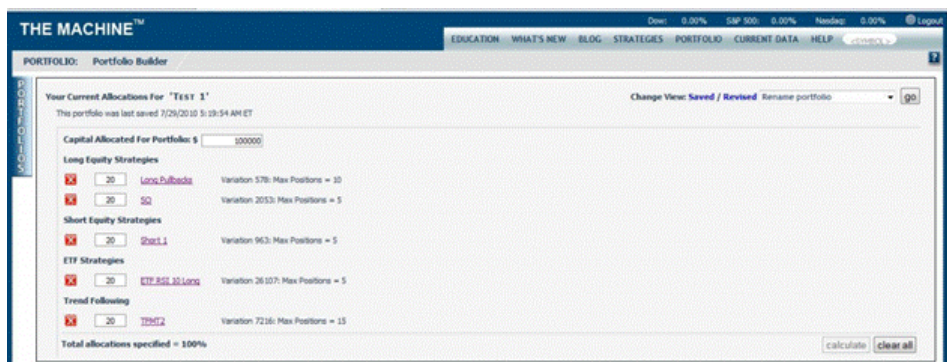 THE MACHINE™
Dow: 0.00% S&P 500: 0.00% Nasdaq: 0.00% Logout
EDUCATION WHAT'S NEW BLOG STRATEGIES PORTFOLIO CURRENT DATA HELP <SYMBOL>
PORTFOLIO: Portfolio Builder ?
PORTFOLIOS
Your Current Allocations For 'TEST 1' Change View: Saved / Revised Rename portfolio go
This portfolio was last saved 7/29/2010 5:19:54 AM ET
Capital Allocated For Portfolio: $ 100000
Long Equity Strategies
20 Long Pullbacks Variation 578: Max Positions = 10
20 SQ Variation 2053: Max Positions = 5
Short Equity Strategies
20 Short 1 Variation 963: Max Positions = 5
ETF Strategies
20 ETF RSI 10 Long Variation 26107: Max Positions = 5
Trend Following
20 TPMT2 Variation 7216: Max Positions = 15
Total allocations specified = 100% calculate clear all